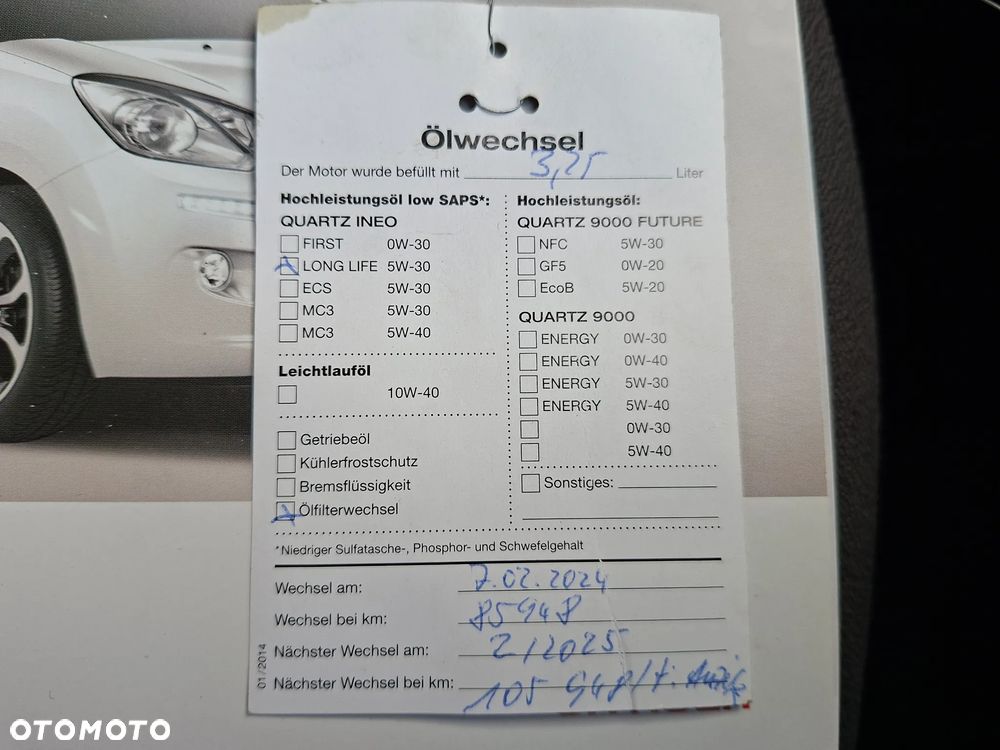 Ölwechsel
Der Motor wurde befüllt mit 3,25 Liter
Hochleistungsöl low SAPS*:
QUARTZ INEO
FIRST 0W-30
LONG LIFE 5W-30
ECS 5W-30
MC3 5W-30
MC3 5W-40
Leichtlauföl
10W-40
Getriebeöl
Kühlerfrostschutz
Bremsflüssigkeit
Ölfilterwechsel
Hochleistungsöl:
QUARTZ 9000 FUTURE
NFC 5W-30
GF5 0W-20
EcoB 5W-20
QUARTZ 9000
ENERGY 0W-30
ENERGY 0W-40
ENERGY 5W-30
ENERGY 5W-40
0W-30
5W-40
Sonstiges:
*Niedriger Sulfatasche-, Phosphor- und Schwefelgehalt
Wechsel am: 7.02.2024
Wechsel bei km: 85948
Nächster Wechsel am: 2/2025
Nächster Wechsel bei km: 105 948/
01/2014
OTOMOTO